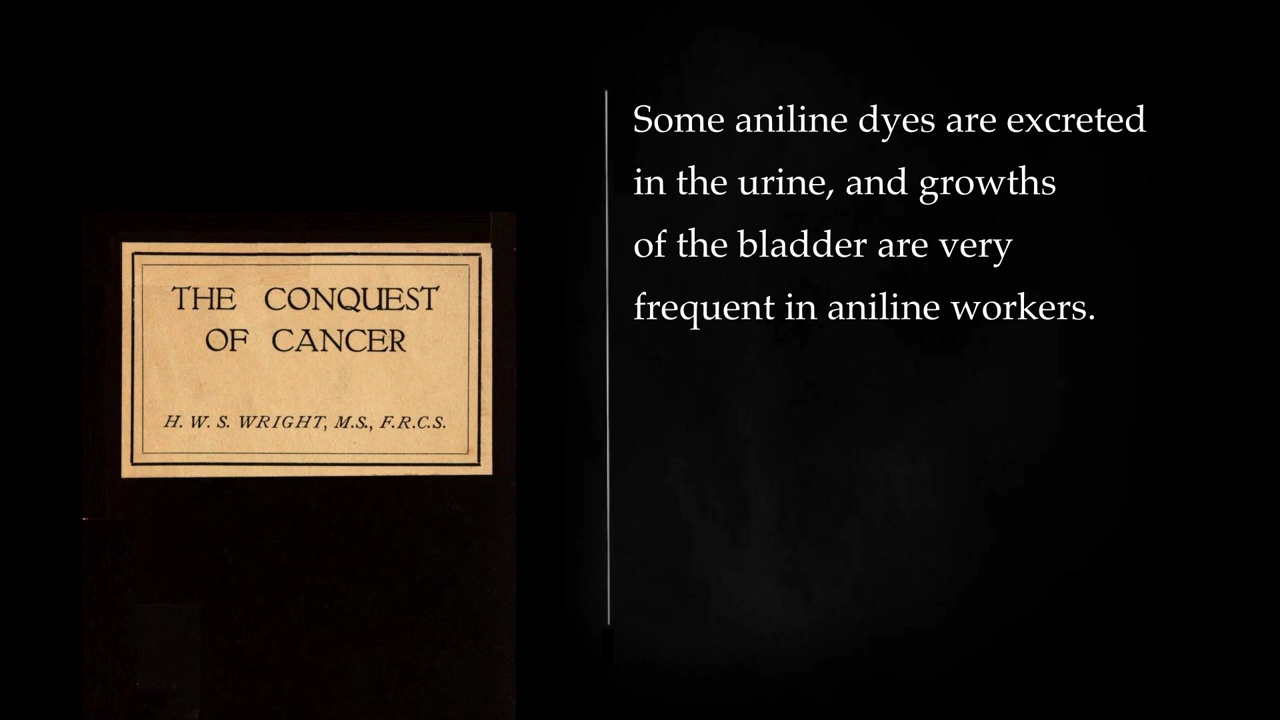 THE CONQUEST
OF CANCER
H. W. S. WRIGHT, M.S., F.R.C.S.
Some aniline dyes are excreted
in the urine, and growths
of the bladder are very
frequent in aniline workers.